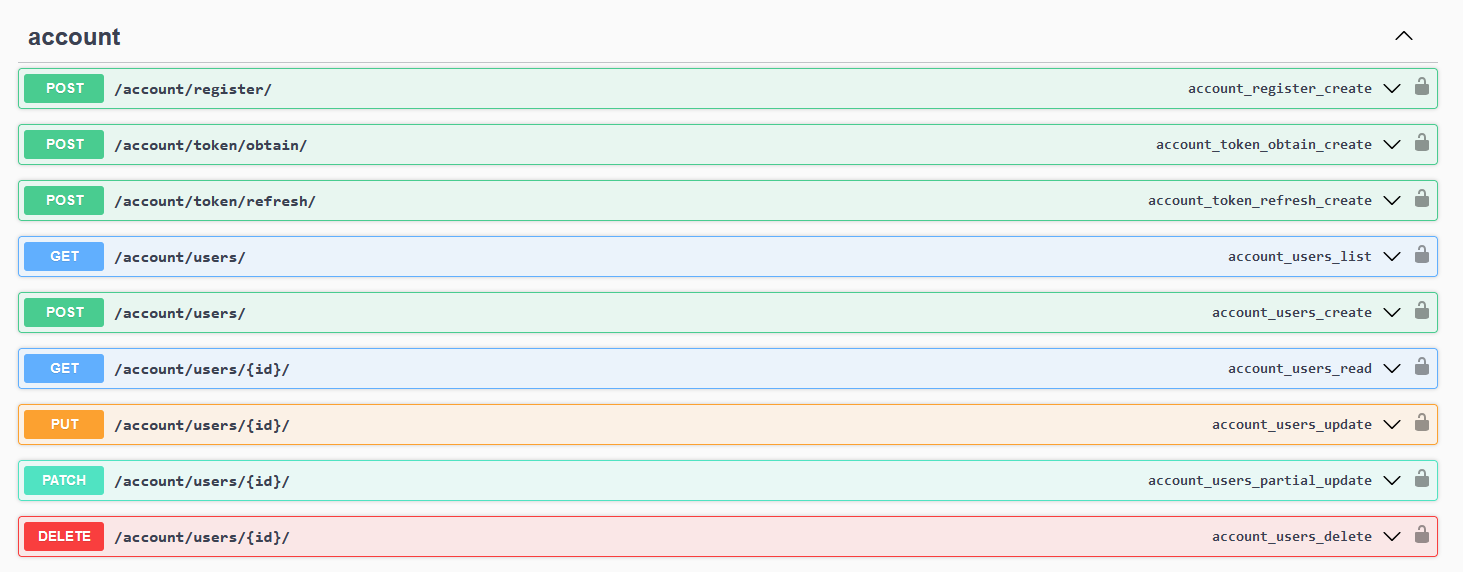 account
POST /account/register/ account_register_create
POST /account/token/obtain/ account_token_obtain_create
POST /account/token/refresh/ account_token_refresh_create
GET /account/users/ account_users_list
POST /account/users/ account_users_create
GET /account/users/{id}/ account_users_read
PUT /account/users/{id}/ account_users_update
PATCH /account/users/{id}/ account_users_partial_update
DELETE /account/users/{id}/ account_users_delete